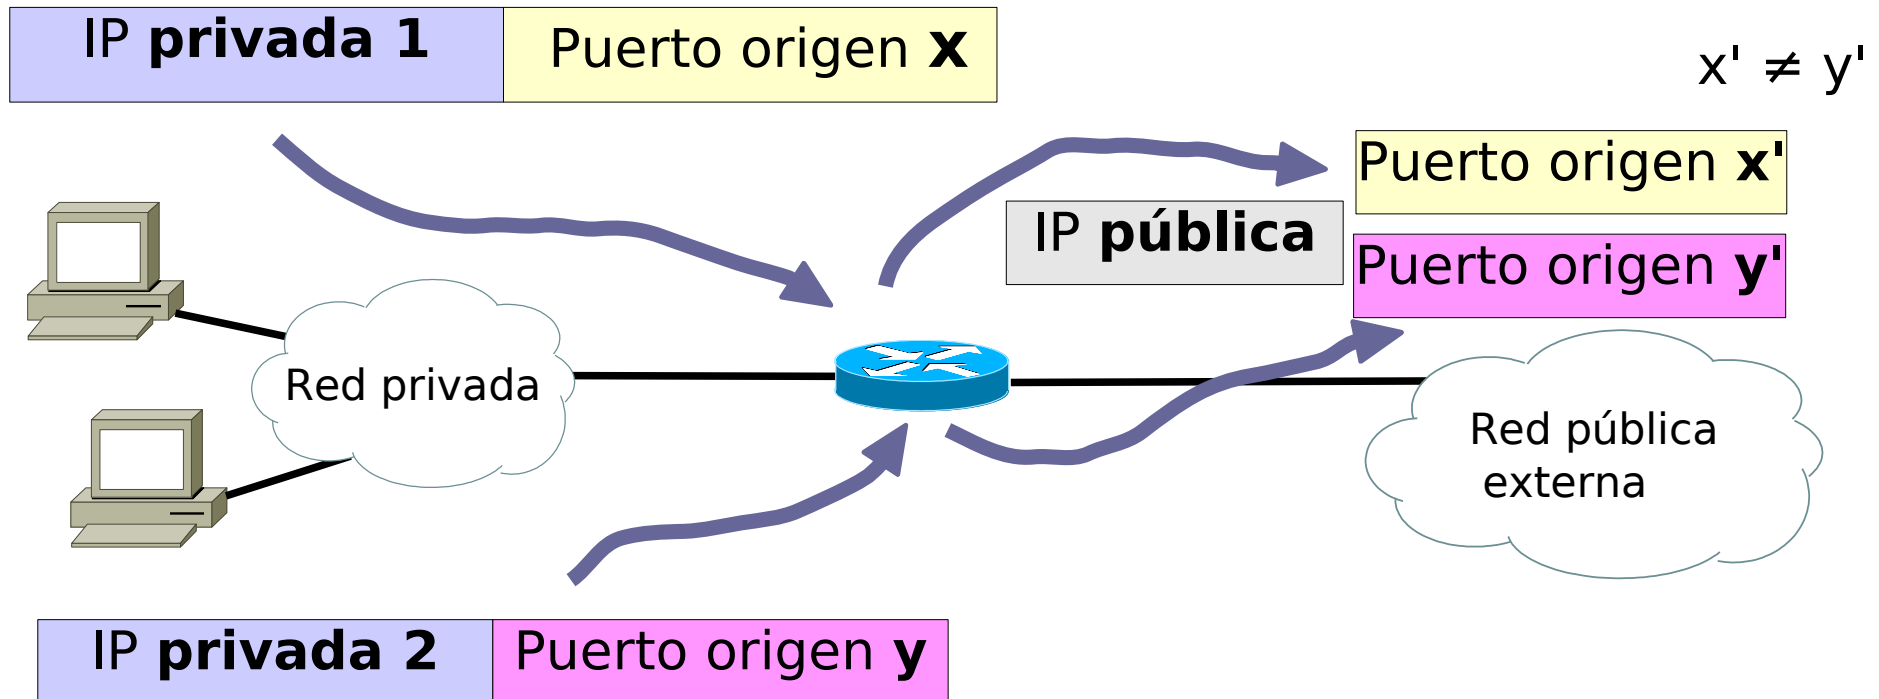 IP privada 1
Puerto origen x
x' ≠ y'
Puerto origen x'
IP pública
Puerto origen y'
Red privada
Red pública
externa
IP privada 2
Puerto origen y